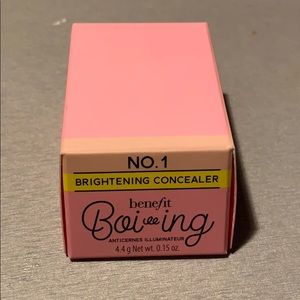 NO. 1
BRIGHTENING CONCEALER
benefit
Boi-ing
ANTICERNES ILLUMINATEUR
4.4 g Net wt. 0.15 oz.